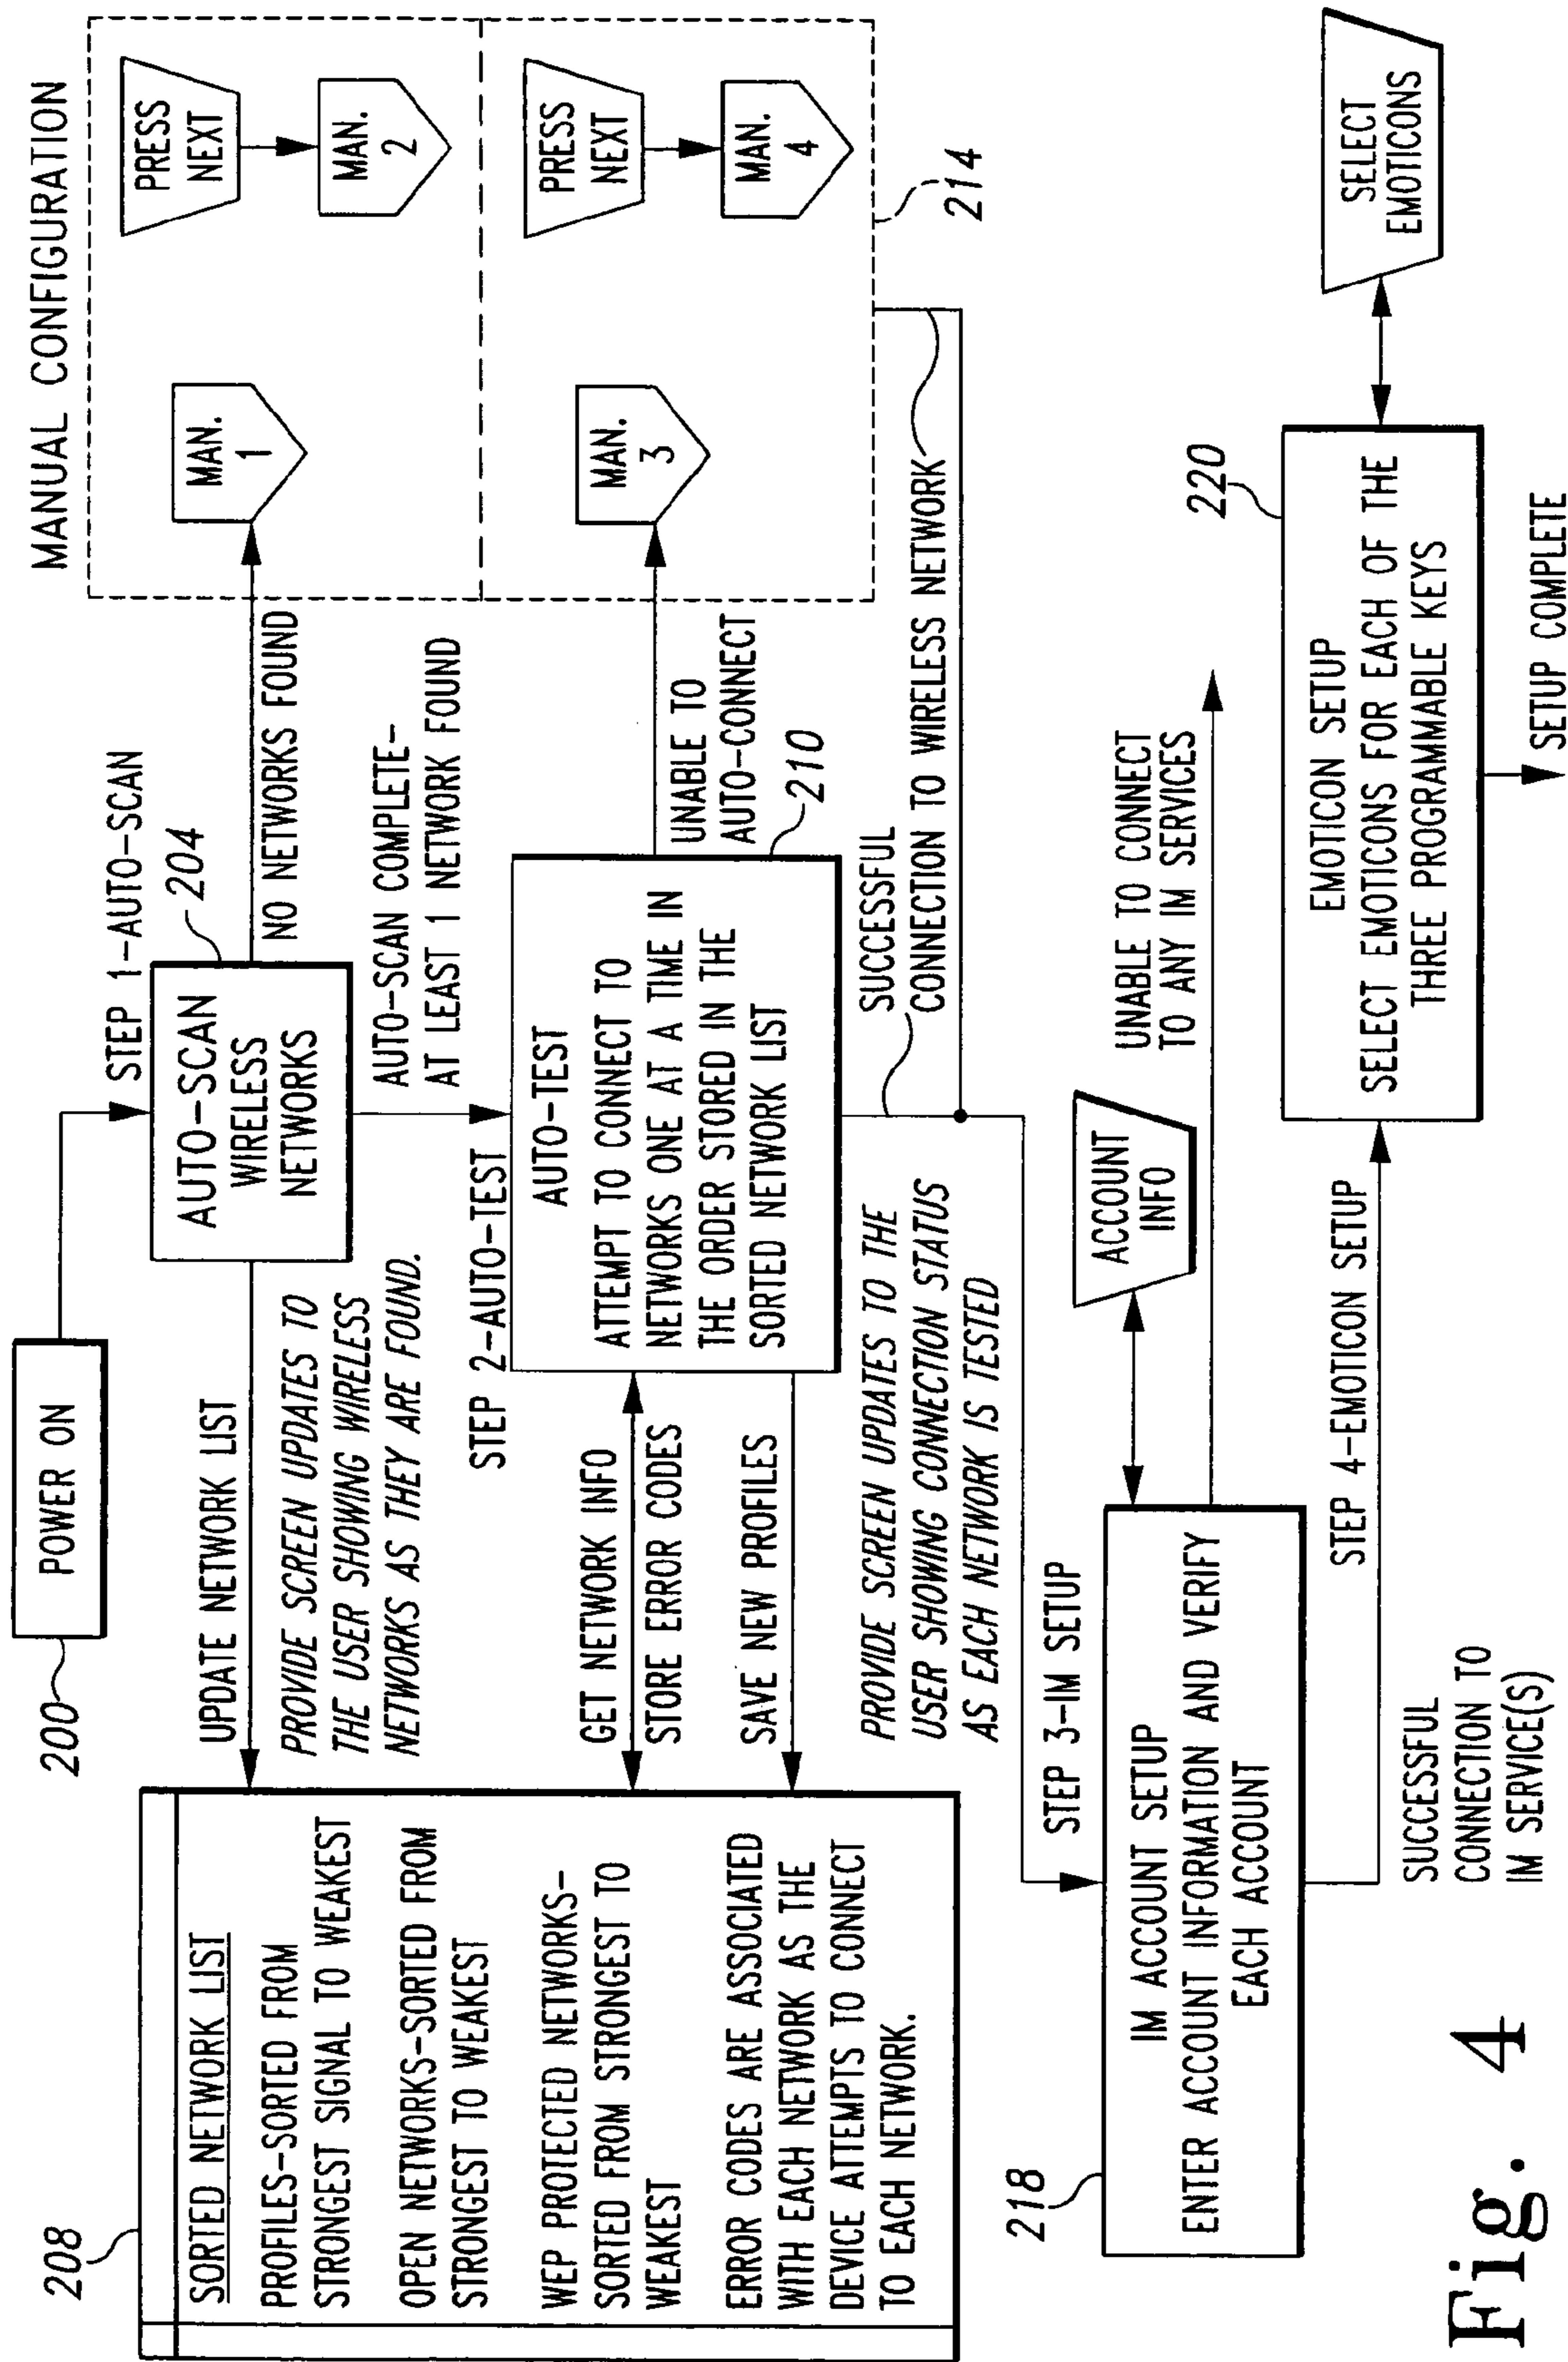 200
POWER ON
STEP 1-AUTO-SCAN
204
AUTO-SCAN
WIRELESS
NETWORKS
NO NETWORKS FOUND
UPDATE NETWORK LIST
PROVIDE SCREEN UPDATES TO
THE USER SHOWING WIRELESS
NETWORKS AS THEY ARE FOUND.
AUTO-SCAN COMPLETE-
AT LEAST 1 NETWORK FOUND
MANUAL CONFIGURATION
MAN.
1
PRESS
NEXT
MAN.
2
MAN.
3
PRESS
NEXT
MAN.
4
214
208
SORTED NETWORK LIST
PROFILES-SORTED FROM
STRONGEST SIGNAL TO WEAKEST
OPEN NETWORKS-SORTED FROM
STRONGEST TO WEAKEST
WEP PROTECTED NETWORKS-
SORTED FROM STRONGEST TO
WEAKEST
ERROR CODES ARE ASSOCIATED
WITH EACH NETWORK AS THE
DEVICE ATTEMPTS TO CONNECT
TO EACH NETWORK.
STEP 2-AUTO-TEST
GET NETWORK INFO
STORE ERROR CODES
SAVE NEW PROFILES
AUTO-TEST
ATTEMPT TO CONNECT TO
NETWORKS ONE AT A TIME IN
THE ORDER STORED IN THE
SORTED NETWORK LIST
UNABLE TO
AUTO-CONNECT
210
PROVIDE SCREEN UPDATES TO THE
USER SHOWING CONNECTION STATUS
AS EACH NETWORK IS TESTED
SUCCESSFUL
CONNECTION TO WIRELESS NETWORK
STEP 3-IM SETUP
218
IM ACCOUNT SETUP
ENTER ACCOUNT INFORMATION AND VERIFY
EACH ACCOUNT
ACCOUNT
INFO
UNABLE TO CONNECT
TO ANY IM SERVICES
STEP 4-EMOTICON SETUP
SUCCESSFUL
CONNECTION TO
IM SERVICE(S)
220
EMOTICON SETUP
SELECT EMOTICONS FOR EACH OF THE
THREE PROGRAMMABLE KEYS
SELECT
EMOTICONS
SETUP COMPLETE
Fig. 4